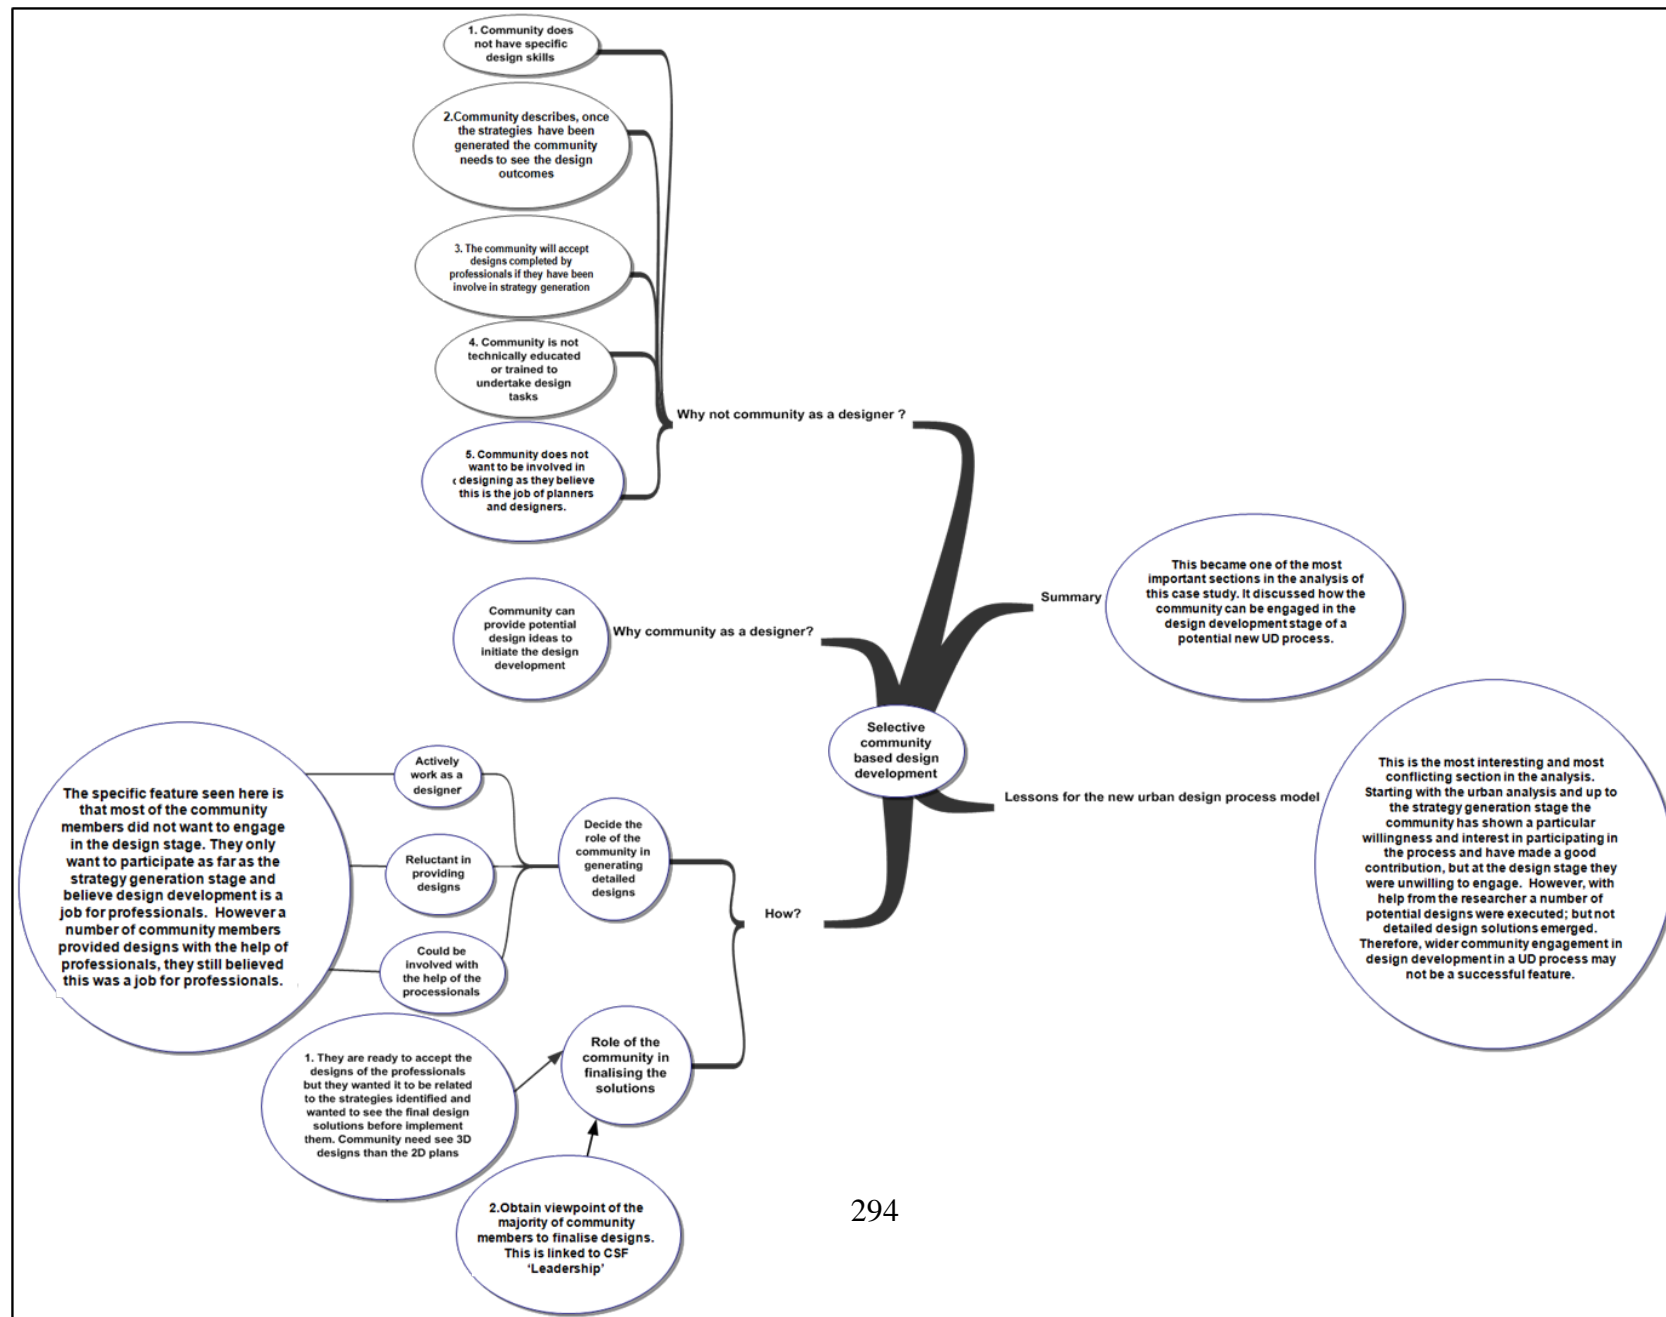 1. Community does
not have specific
design skills
2.Community describes, once
the strategies have been
generated the community
needs to see the design
outcomes
3. The community will accept
designs completed by
professionals if they have been
involve in strategy generation
4. Community is not
technically educated
or trained to
undertake design
tasks
5. Community does not
want to be involved in
designing as they believe
this is the job of planners
and designers.
Why not community as a designer ?
Community can
provide potential
design ideas to
initiate the design
development
Why community as a designer?
Summary
This became one of the most
important sections in the analysis of
this case study. It discussed how the
community can be engaged in the
design development stage of a
potential new UD process.
Selective
community
based design
development
Lessons for the new urban design process model
This is the most interesting and most
conflicting section in the analysis.
Starting with the urban analysis and up to
the strategy generation stage the
community has shown a particular
willingness and interest in participating in
the process and have made a good
contribution, but at the design stage they
were unwilling to engage. However, with
help from the researcher a number of
potential designs were executed; but not
detailed design solutions emerged.
Therefore, wider community engagement in
design development in a UD process may
not be a successful feature.
The specific feature seen here is
that most of the community
members did not want to engage
in the design stage. They only
want to participate as far as the
strategy generation stage and
believe design development is a
job for professionals. However a
number of community members
provided designs with the help of
professionals, they still believed
this was a job for professionals.
Actively
work as a
designer
Reluctant in
providing
designs
Could be
involved with
the help of the
processionals
Decide the
role of the
community in
generating
detailed
designs
How?
Role of the
community in
finalising the
solutions
1. They are ready to accept the
designs of the professionals
but they wanted it to be related
to the strategies identified and
wanted to see the final design
solutions before implement
them. Community need see 3D
designs than the 2D plans
2.Obtain viewpoint of the
majority of community
members to finalise designs.
This is linked to CSF
‘Leadership’
294